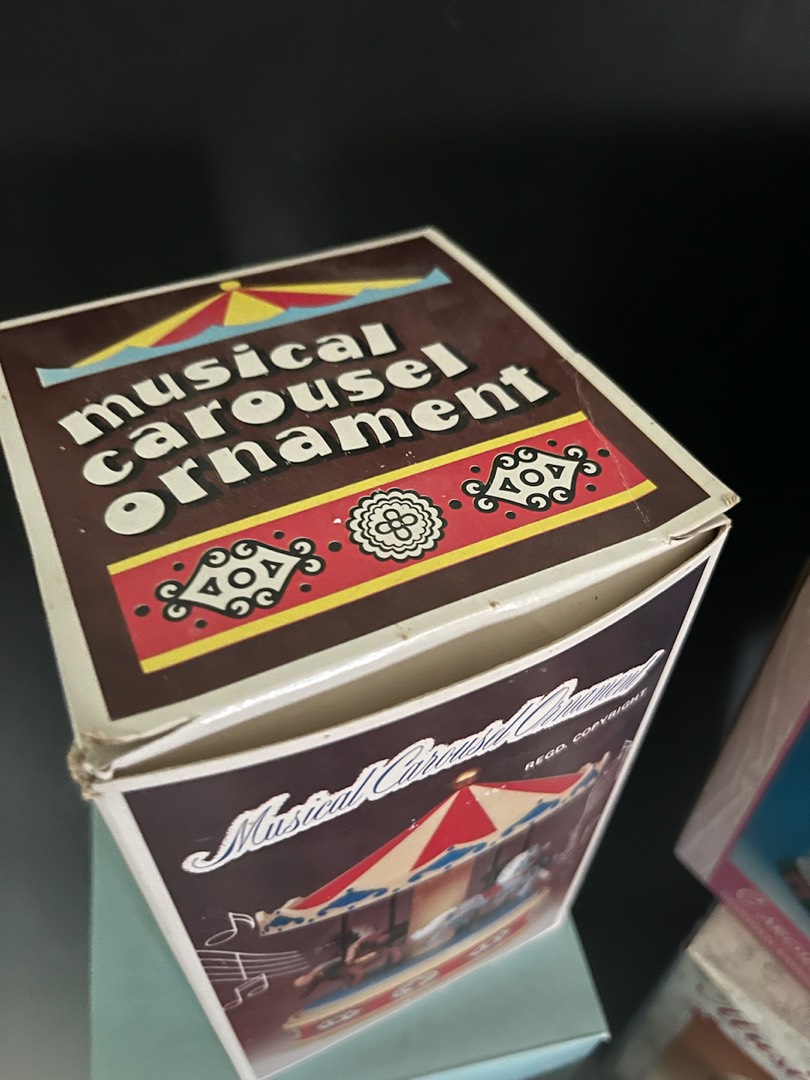 musical
carousel
ornament
Musical Carousel Ornament
REGD. COPYRIGHT